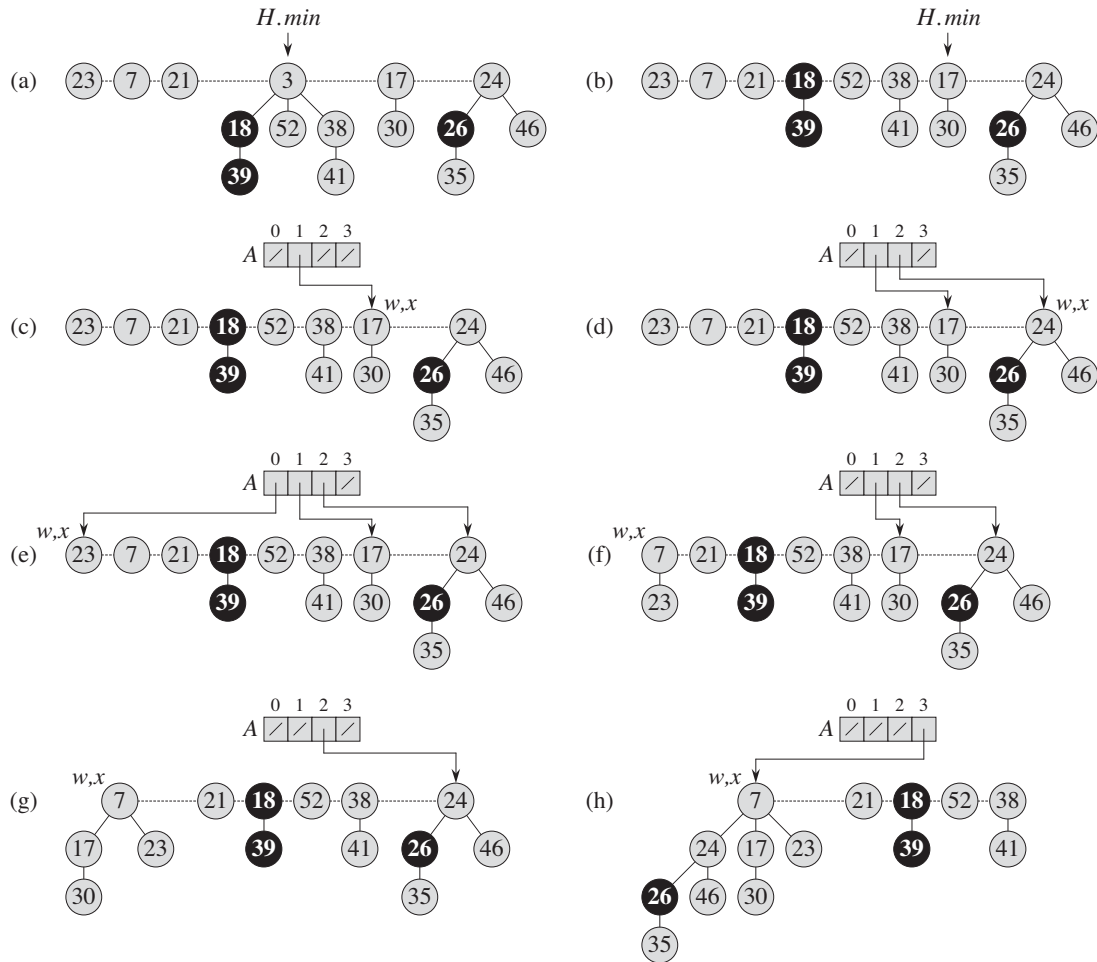 H.min H.min
(a) 23 7 21 3 17 24 (b) 23 7 21 18 52 38 17 24
18 52 38 30 26 46 39 41 30 26 46
39 41 35 35
0 1 2 3 0 1 2 3
A A
w,x w,x
(c) 23 7 21 18 52 38 17 24 (d) 23 7 21 18 52 38 17 24
39 41 30 26 46 39 41 30 26 46
35 35
0 1 2 3 0 1 2 3
A A
w,x w,x
(e) 23 7 21 18 52 38 17 24 (f) 7 21 18 52 38 17 24
39 41 30 26 46 23 39 41 30 26 46
35 35
0 1 2 3 0 1 2 3
A A
w,x w,x
(g) 7 21 18 52 38 24 (h) 7 21 18 52 38
17 23 39 41 26 46 24 17 23 39 41
30 35 26 46 30
35